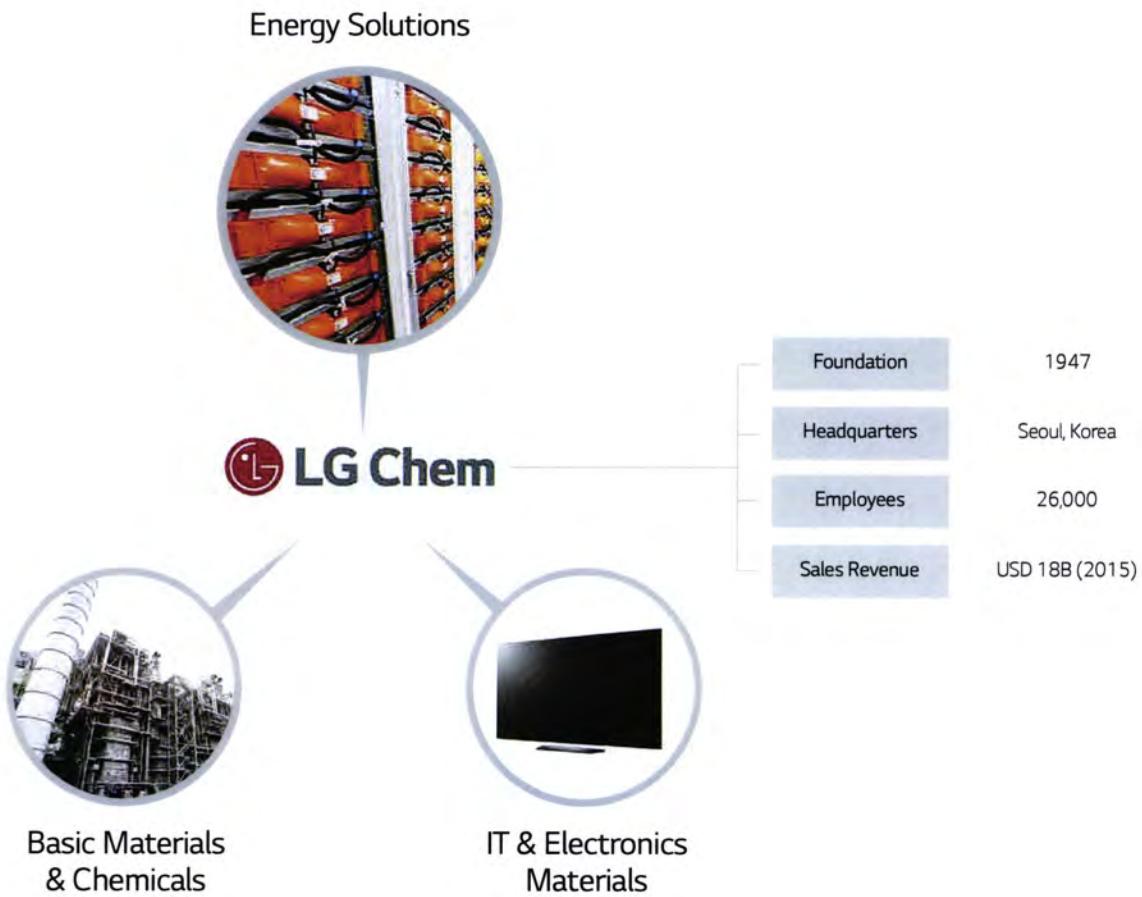 Energy Solutions
LG Chem
Foundation 1947
Headquarters Seoul, Korea
Employees 26,000
Sales Revenue USD 18B (2015)
Basic Materials
& Chemicals
IT & Electronics
Materials